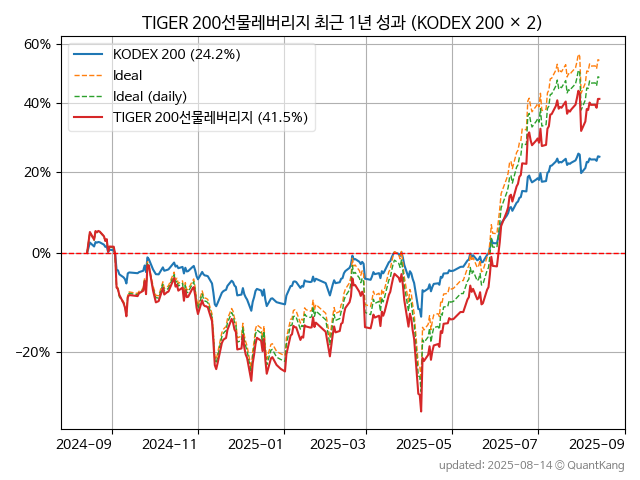 TIGER 200선물레버리지 최근 1년 성과 (KODEX 200 × 2)
60%
40%
20%
0%
−20%
KODEX 200 (24.2%)
Ideal
Ideal (daily)
TIGER 200선물레버리지 (41.5%)
2024-09
2024-11
2025-01
2025-03
2025-05
2025-07
2025-09
updated: 2025-08-14 © QuantKang